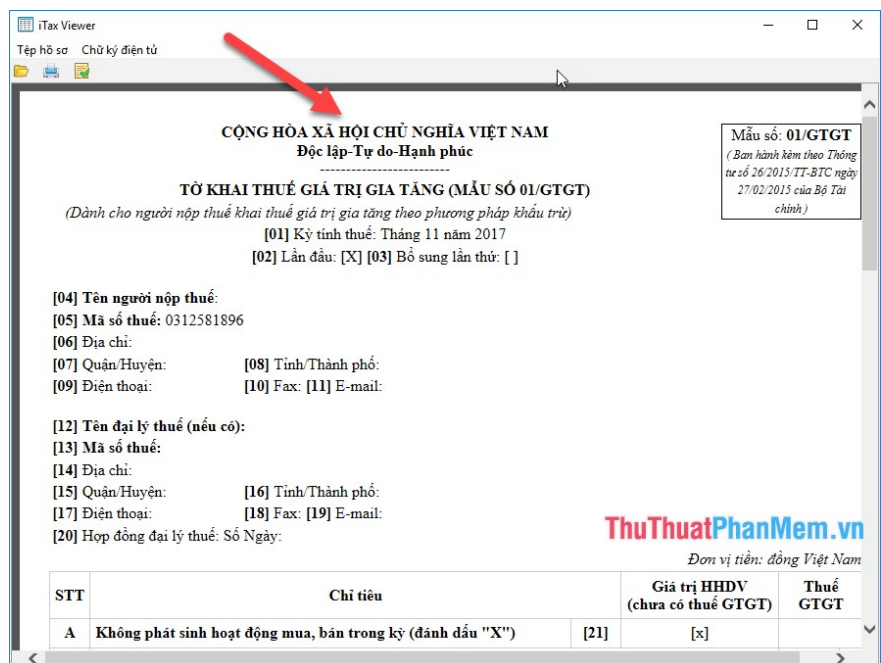 iTax Viewer
Tệp hồ sơ Chữ ký điện tử
CỘNG HÒA XÃ HỘI CHỦ NGHĨA VIỆT NAM
Độc lập-Tự do-Hạnh phúc
-------------------------
TỜ KHAI THUẾ GIÁ TRỊ GIA TĂNG (MẪU SỐ 01/GTGT)
(Dành cho người nộp thuế khai thuế giá trị gia tăng theo phương pháp khấu trừ)
[01] Kỳ tính thuế: Tháng 11 năm 2017
[02] Lần đầu: [X] [03] Bổ sung lần thứ: [ ]
Mẫu số: 01/GTGT
( Ban hành kèm theo Thông
tư số 26/2015/TT-BTC ngày
27/02/2015 của Bộ Tài
chính )
[04] Tên người nộp thuế:
[05] Mã số thuế: 0312581896
[06] Địa chỉ:
[07] Quận/Huyện: [08] Tỉnh/Thành phố:
[09] Điện thoại: [10] Fax: [11] E-mail:
[12] Tên đại lý thuế (nếu có):
[13] Mã số thuế:
[14] Địa chỉ:
[15] Quận/Huyện: [16] Tỉnh/Thành phố:
[17] Điện thoại: [18] Fax: [19] E-mail:
[20] Hợp đồng đại lý thuế: Số Ngày:
ThuThuatPhanMem.vn
Đơn vị tiền: đồng Việt Nam
STT Chỉ tiêu Giá trị HHDV (chưa có thuế GTGT) Thuế GTGT
A Không phát sinh hoạt động mua, bán trong kỳ (đánh dấu "X") [21] [x]